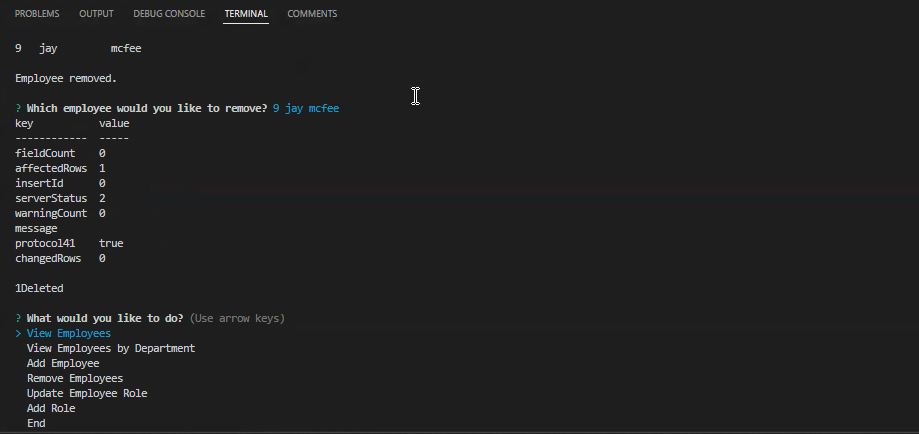 PROBLEMS OUTPUT DEBUG CONSOLE TERMINAL COMMENTS
9 jay mcfee
Employee removed.
? Which employee would you like to remove? 9 jay mcfee
key value
------------ -----
fieldCount 0
affectedRows 1
insertId 0
serverStatus 2
warningCount 0
message
protocol41 true
changedRows 0
1Deleted
? What would you like to do? (Use arrow keys)
> View Employees
View Employees by Department
Add Employee
Remove Employees
Update Employee Role
Add Role
End